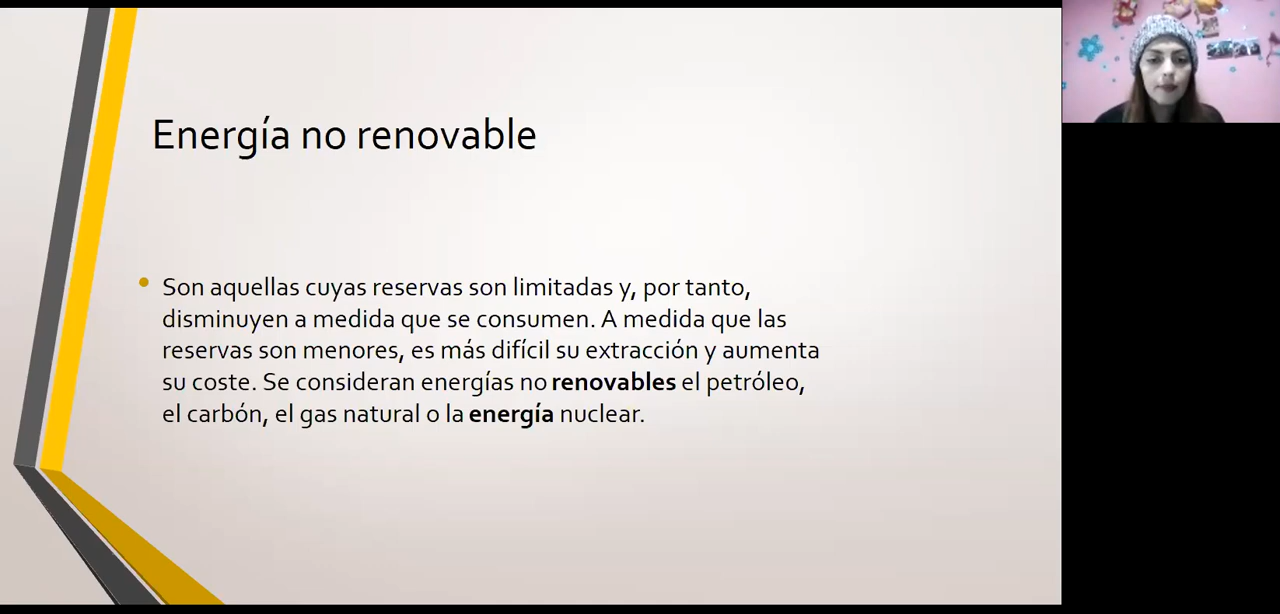 Energía no renovable
Son aquellas cuyas reservas son limitadas y, por tanto,
disminuyen a medida que se consumen. A medida que las
reservas son menores, es más difícil su extracción y aumenta
su coste. Se consideran energías no renovables el petróleo,
el carbón, el gas natural o la energía nuclear.